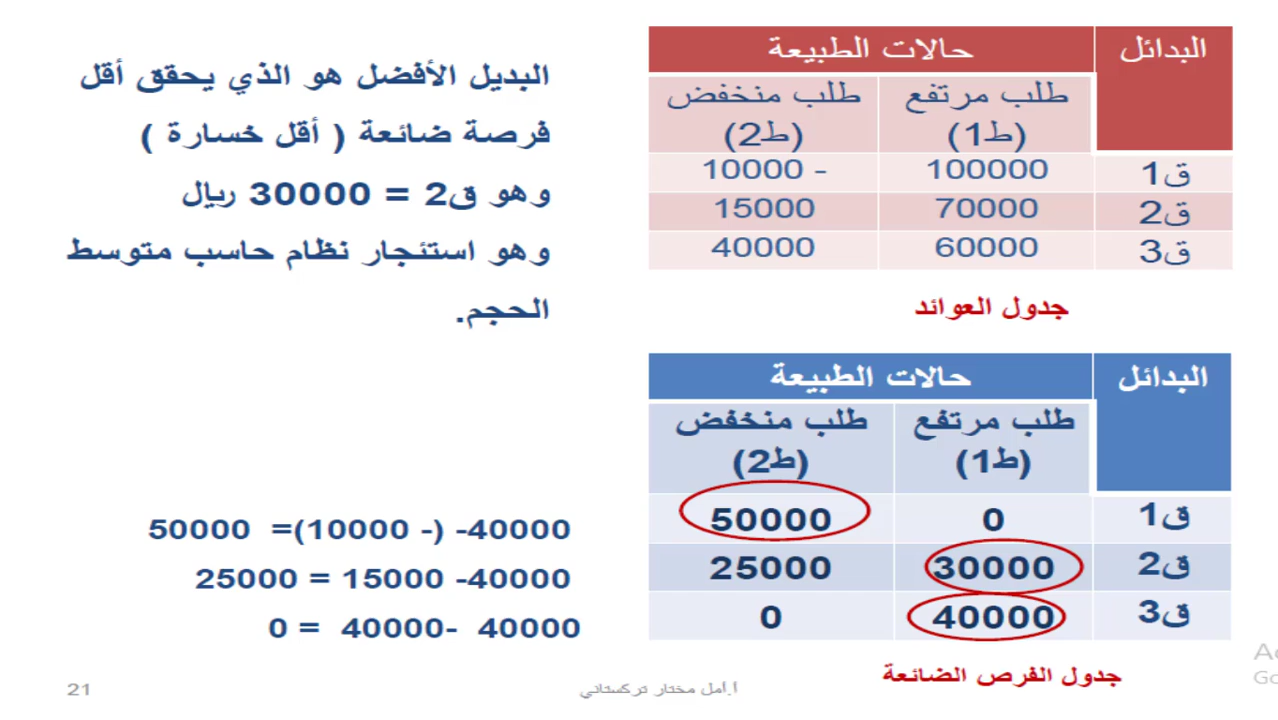 البدائل حالات الطبيعة
طلب مرتفع طلب منخفض
(ط1) (ط2)
ق1 100000 - 10000
ق2 70000 15000
ق3 60000 40000
جدول العوائد
البديل الأفضل هو الذي يحقق أقل
فرصة ضائعة ( أقل خسارة )
وهو ق2 = 30000 ريال
وهو استئجار نظام حاسب متوسط
الحجم.
البدائل حالات الطبيعة
طلب مرتفع طلب منخفض
(ط1) (ط2)
ق1 0 50000
ق2 30000 25000
ق3 40000 0
جدول الفرص الضائعة
40000- (- 10000)= 50000
40000- 15000 = 25000
40000 -40000 = 0
أ.أمل مختار تركستاني
21